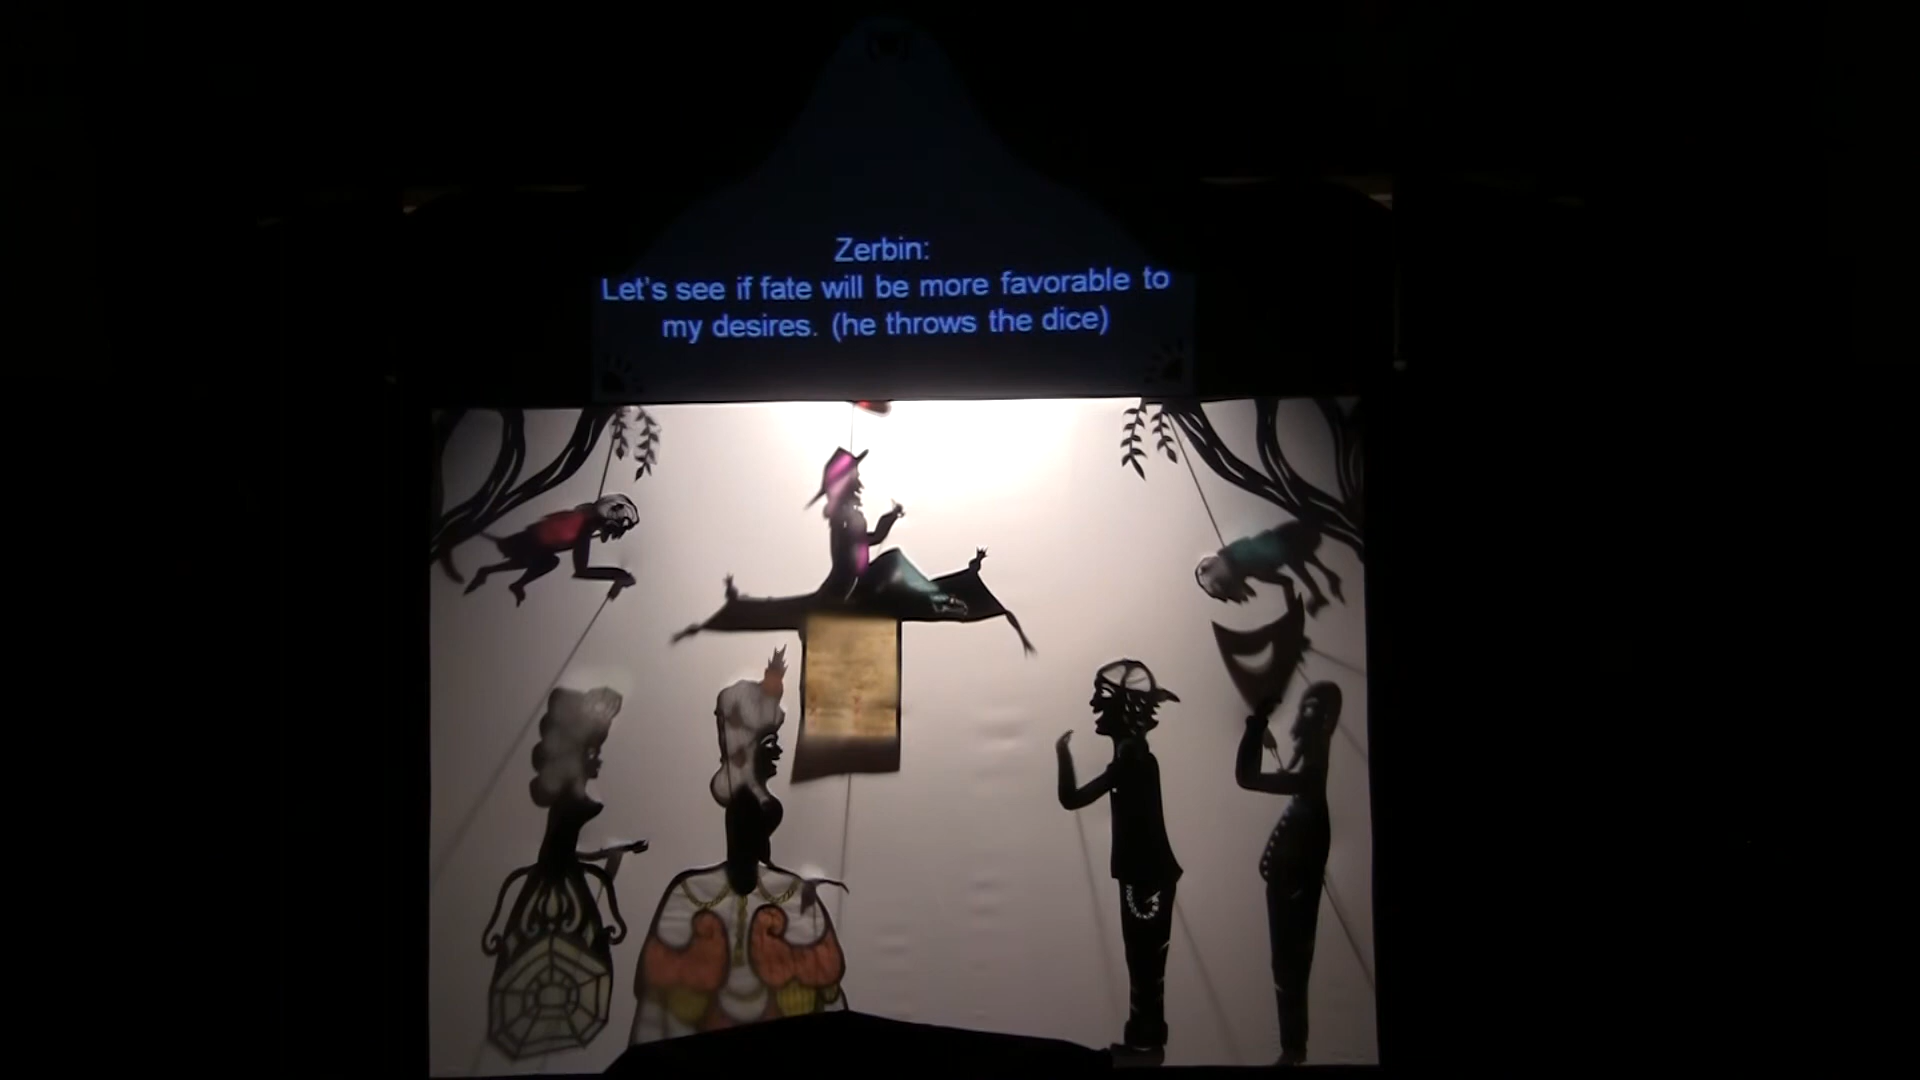 Zerbin:
Let's see if fate will be more favorable to
my desires. (he throws the dice)